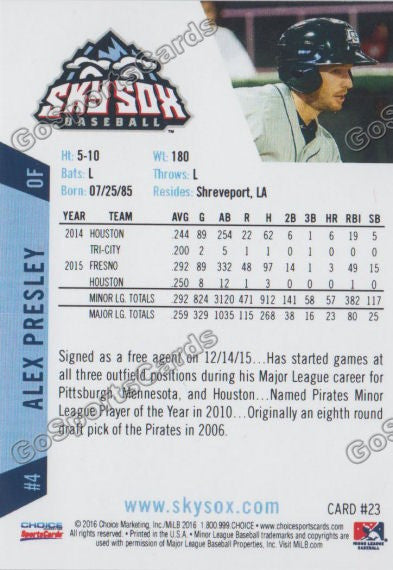 SKY SOX
BASEBALL
Ht: 5-10 Wt: 180
Bats: L Throws: L
Born: 07/25/85 Resides: Shreveport, LA
YEAR TEAM AVG G AB R H 2B 3B HR RBI SB
2014 HOUSTON .244 89 254 22 62 6 1 6 19 5
TRI-CITY .200 2 5 1 1 0 0 0 0 0
2015 FRESNO .292 89 332 48 97 14 1 3 49 15
HOUSTON .250 8 12 0 3 0 0 0 1 0
MINOR LG. TOTALS .292 824 3120 471 912 141 58 57 382 117
MAJOR LG. TOTALS .259 329 1035 115 268 38 16 23 80 25
Signed as a free agent on 12/14/15...Has started games at
all three outfield positions during his Major League career for
Pittsburgh, Minnesota, and Houston...Named Pirates Minor
League Player of the Year in 2010...Originally an eighth round
draft pick of the Pirates in 2006.
#4 ALEX PRESLEY OF
www.skysox.com CARD #23
CHOICE
SportsCards
©2016 Choice Marketing, Inc./MiLB 2016 1.800.999.CHOICE • www.choicesportscards.com
All rights reserved. • Printed in the U.S.A. • Minor League Baseball trademarks and copyrights are
used with permission of Major League Baseball Properties, Inc. Visit MiLB.com
MINOR LEAGUE
BASEBALL
GoSportsCards
GoSportsCards
GoSportsCards
GoSportsCards
GoSportsCards